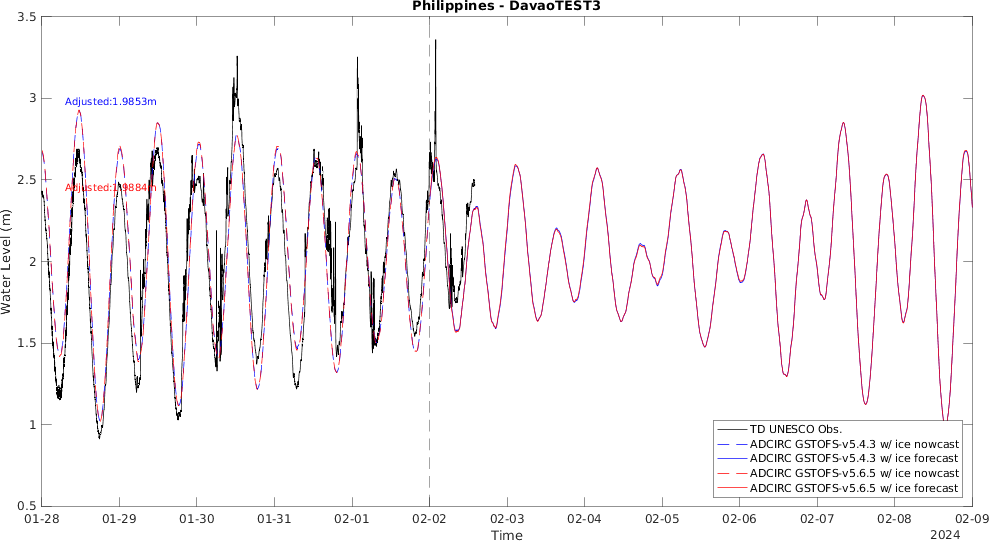 Philippines - DavaoTEST3
3.5
3
2.5
2
1.5
1
0.5
Water Level (m)
Adjusted:1.9853m
Adjusted:1.9884m
TD UNESCO Obs.
ADCIRC GSTOFS-v5.4.3 w/ ice nowcast
ADCIRC GSTOFS-v5.4.3 w/ ice forecast
ADCIRC GSTOFS-v5.6.5 w/ ice nowcast
ADCIRC GSTOFS-v5.6.5 w/ ice forecast
01-28 01-29 01-30 01-31 02-01 02-02 02-03 02-04 02-05 02-06 02-07 02-08 02-09
Time
2024